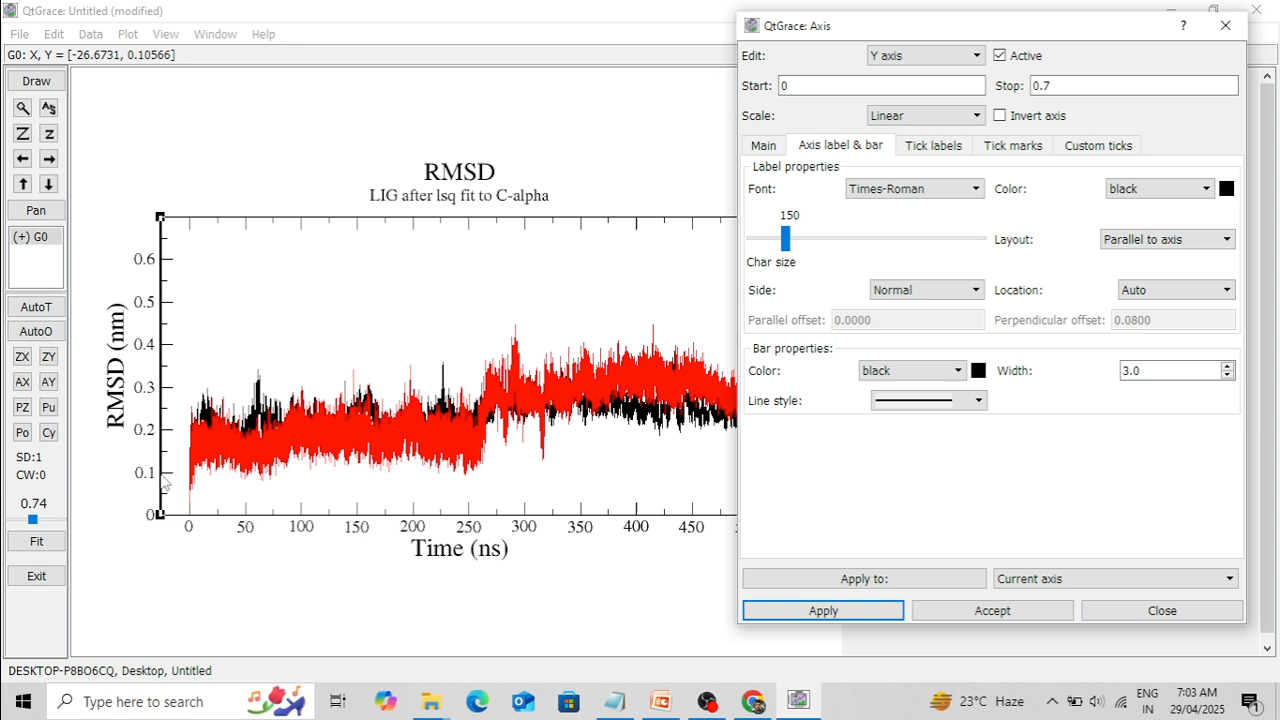 QtGrace: Untitled (modified)
File Edit Data Plot View Window Help
G0: X, Y = [-26.6731, 0.10566]
Draw
Z z
Pan
(+) G0
AutoT
AutoO
ZX ZY
AX AY
PZ Pu
Po Cy
SD:1
CW:0
0.74
Fit
Exit
RMSD
LIG after lsq fit to C-alpha
RMSD (nm)
0.6
0.5
0.4
0.3
0.2
0.1
0
0 50 100 150 200 250 300 350 400 450
Time (ns)
QtGrace: Axis
?
Edit: Y axis Active
Start: 0 Stop: 0.7
Scale: Linear Invert axis
Main Axis label & bar Tick labels Tick marks Custom ticks
Label properties
Font: Times-Roman Color: black
150
Layout: Parallel to axis
Char size
Side: Normal Location: Auto
Parallel offset: 0.0000 Perpendicular offset: 0.0800
Bar properties:
Color: black Width: 3.0
Line style:
Apply to: Current axis
Apply Accept Close
DESKTOP-P8BO6CQ, Desktop, Untitled
Type here to search
23°C Haze
ENG
IN
7:03 AM
29/04/2025